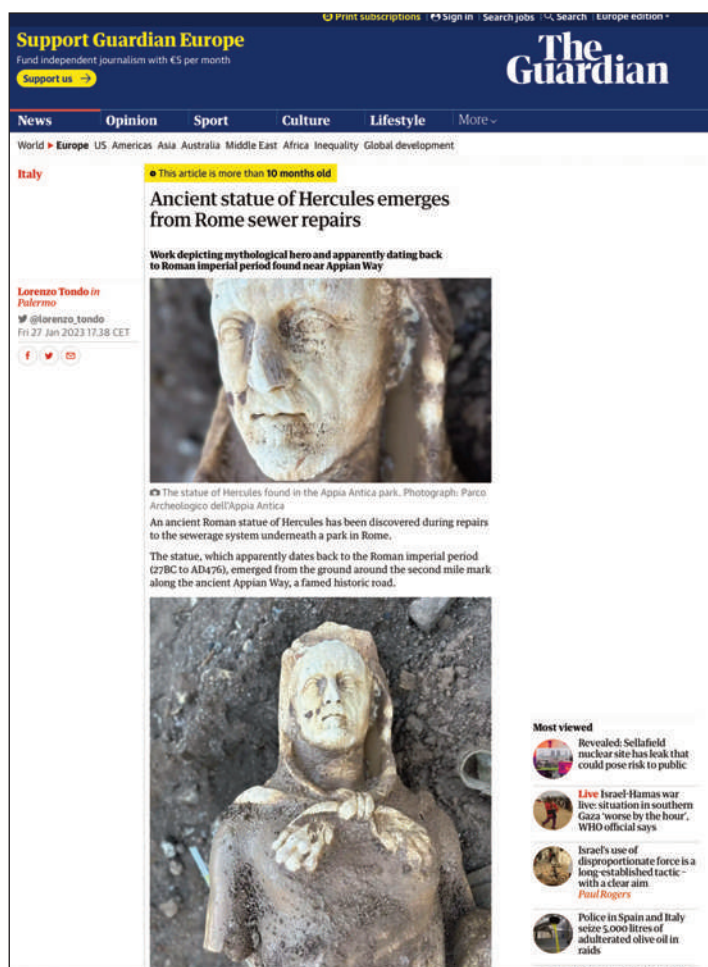 Print subscriptions
Sign in
Search jobs
Search
Europe edition
Support Guardian Europe
Fund independent journalism with €5 per month
Support us →
The
Guardian
News
Opinion
Sport
Culture
Lifestyle
More
World
Europe
US
Americas
Asia
Australia
Middle East
Africa
Inequality
Global development
Italy
This article is more than 10 months old
Ancient statue of Hercules emerges
from Rome sewer repairs
Work depicting mythological hero and apparently dating back
to Roman imperial period found near Appian Way
Lorenzo Tondo in
Palermo
@lorenzo_tondo
Fri 27 Jan 2023 17.38 CET
The statue of Hercules found in the Appia Antica park. Photograph: Parco
Archeologico dell'Appia Antica
An ancient Roman statue of Hercules has been discovered during repairs
to the sewerage system underneath a park in Rome.
The statue, which apparently dates back to the Roman imperial period
(27BC to AD476), emerged from the ground around the second mile mark
along the ancient Appian Way, a famed historic road.
Most viewed
Revealed: Sellafield
nuclear site has leak that
could pose risk to public
Live Israel-Hamas war
live: situation in southern
Gaza ‘worse by the hour’,
WHO official says
Israel's use of
disproportionate force is a
long-established tactic –
with a clear aim
Paul Rogers
Police in Spain and Italy
seize 5,000 litres of
adulterated olive oil in
raids